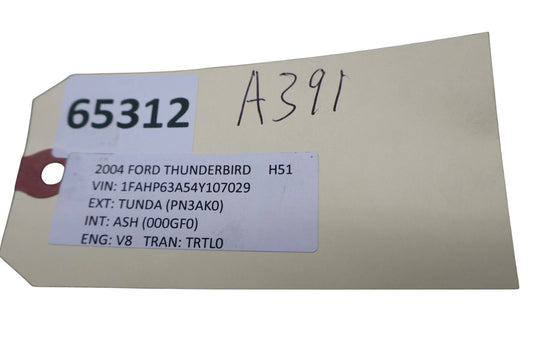 65312
A391
2004 FORD THUNDERBIRD H51
VIN: 1FAHP63A54Y107029
EXT: TUNDA (PN3AK0)
INT: ASH (000GF0)
ENG: V8 TRAN: TRTL0